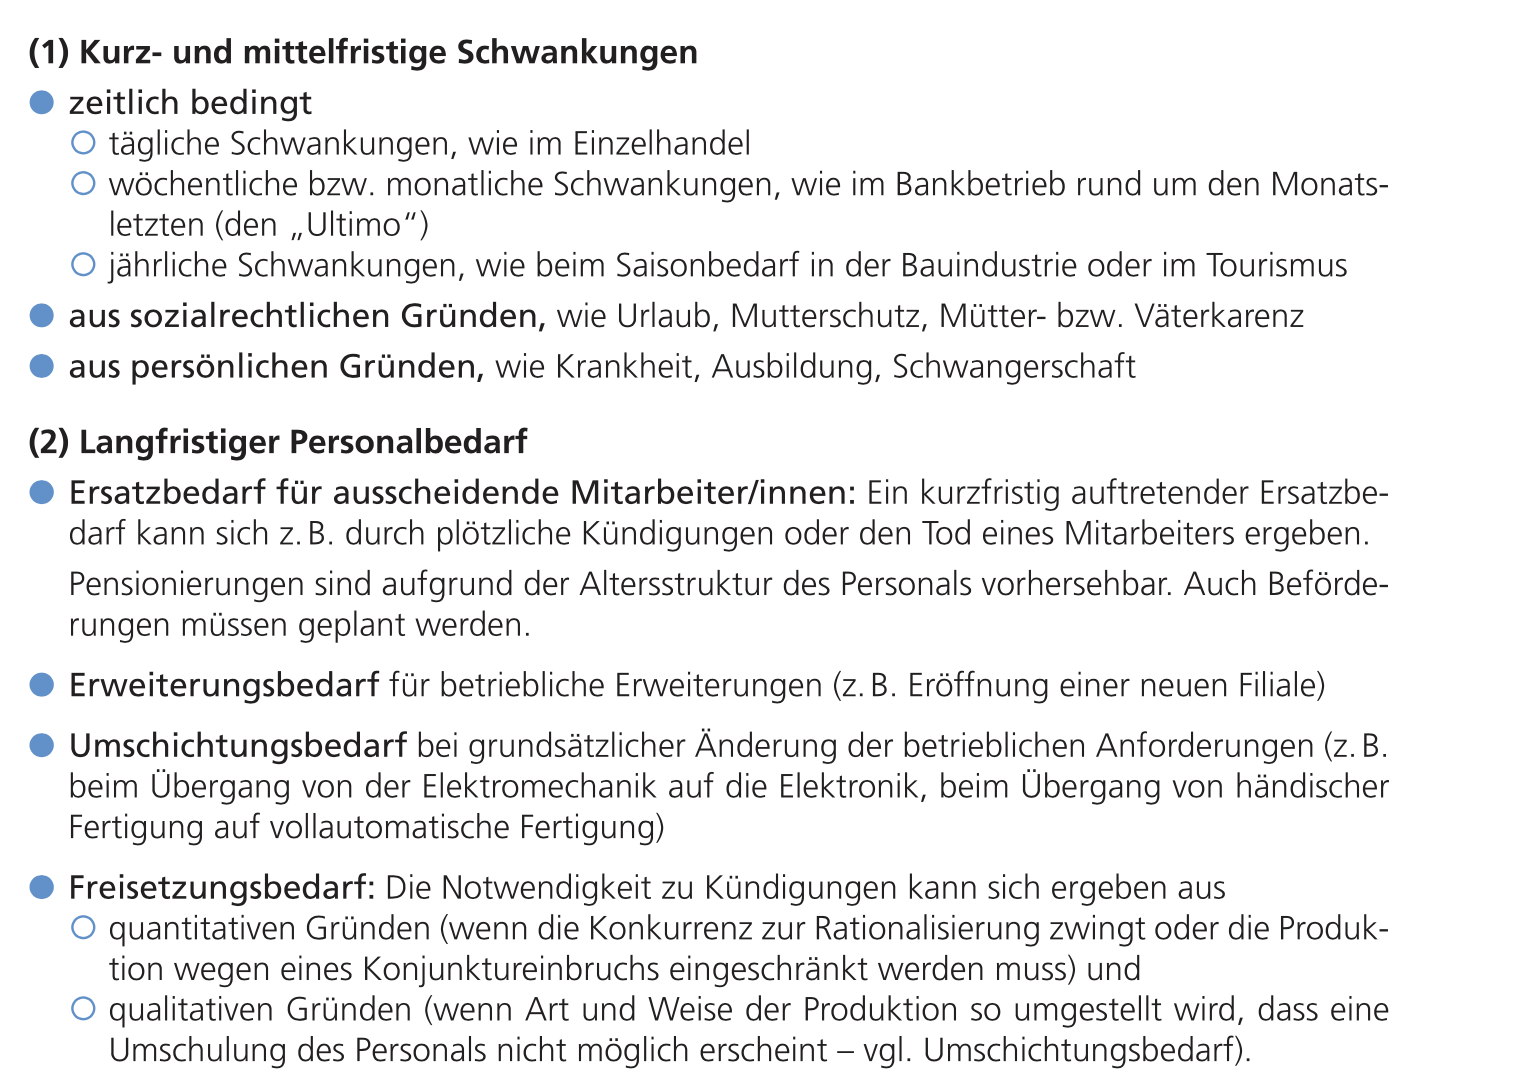 (1) Kurz- und mittelfristige Schwankungen
● zeitlich bedingt
○ tägliche Schwankungen, wie im Einzelhandel
○ wöchentliche bzw. monatliche Schwankungen, wie im Bankbetrieb rund um den Monats-
letzten (den „Ultimo“)
○ jährliche Schwankungen, wie beim Saisonbedarf in der Bauindustrie oder im Tourismus
● aus sozialrechtlichen Gründen, wie Urlaub, Mutterschutz, Mütter- bzw. Väterkarenz
● aus persönlichen Gründen, wie Krankheit, Ausbildung, Schwangerschaft
(2) Langfristiger Personalbedarf
● Ersatzbedarf für ausscheidende Mitarbeiter/innen: Ein kurzfristig auftretender Ersatzbe-
darf kann sich z. B. durch plötzliche Kündigungen oder den Tod eines Mitarbeiters ergeben.
Pensionierungen sind aufgrund der Altersstruktur des Personals vorhersehbar. Auch Beförde-
rungen müssen geplant werden.
● Erweiterungsbedarf für betriebliche Erweiterungen (z. B. Eröffnung einer neuen Filiale)
● Umschichtungsbedarf bei grundsätzlicher Änderung der betrieblichen Anforderungen (z. B.
beim Übergang von der Elektromechanik auf die Elektronik, beim Übergang von händischer
Fertigung auf vollautomatische Fertigung)
● Freisetzungsbedarf: Die Notwendigkeit zu Kündigungen kann sich ergeben aus
○ quantitativen Gründen (wenn die Konkurrenz zur Rationalisierung zwingt oder die Produk-
tion wegen eines Konjunktureinbruchs eingeschränkt werden muss) und
○ qualitativen Gründen (wenn Art und Weise der Produktion so umgestellt wird, dass eine
Umschulung des Personals nicht möglich erscheint – vgl. Umschichtungsbedarf).